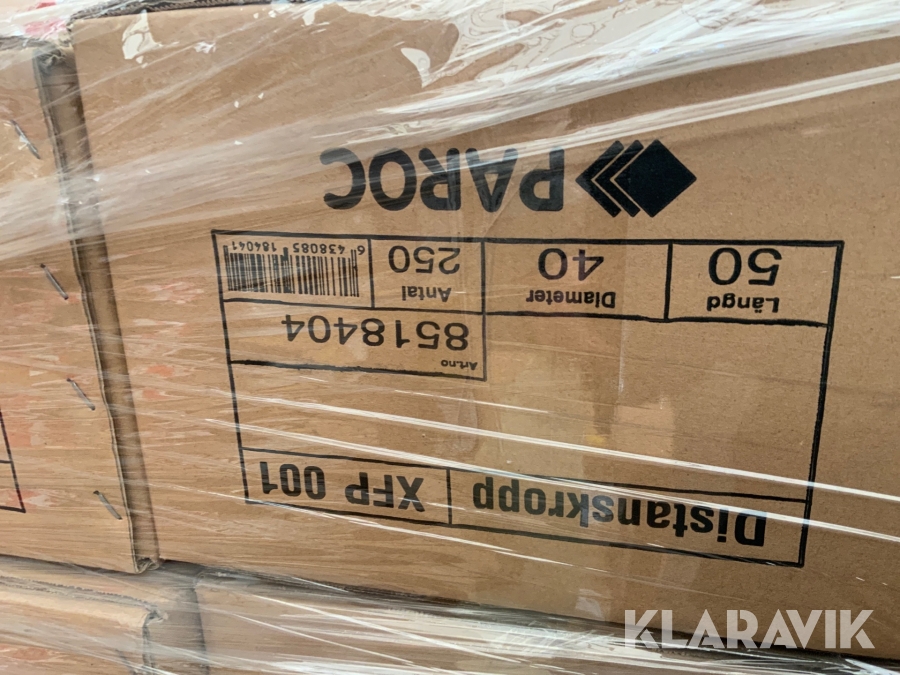 Distanskropp XFP 001
Art.no
8518404
Längd
50
Diameter
40
Antal
250
6 438085 184041
PAROC
KLARAVIK